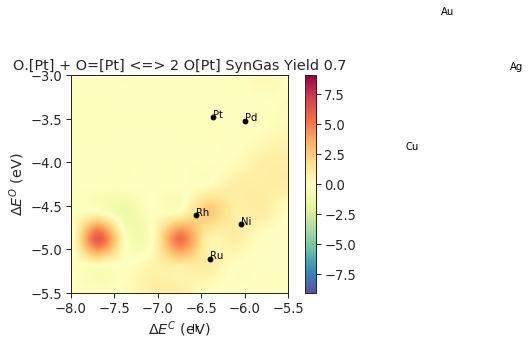 Au
Ag
O.[Pt] + O=[Pt] <=> 2 O[Pt] SynGas Yield 0.7
−3.0
−3.5
−4.0
−4.5
−5.0
−5.5
ΔE^O (eV)
Pt
Pd
Cu
Rh
Ni
Ru
7.5
5.0
2.5
0.0
−2.5
−5.0
−7.5
−8.0 −7.5 −7.0 −6.5 −6.0 −5.5
ΔE^C (eV)
Ir